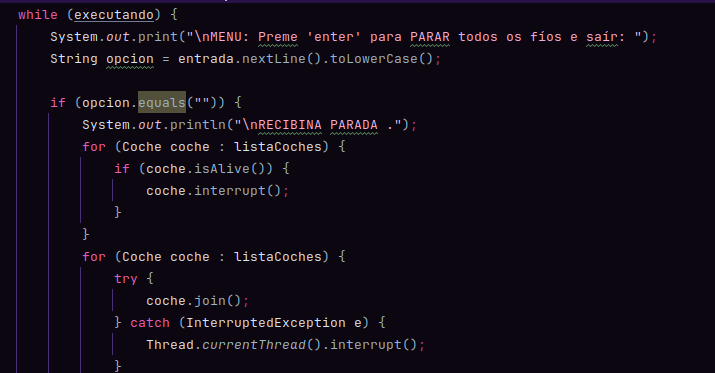 while (executando) {
System.out.print("\nMENU: Preme 'enter' para PARAR todos os fíos e saír: ");
String opcion = entrada.nextLine().toLowerCase();
if (opcion.equals("")) {
System.out.println("\nRECIBINA PARADA .");
for (Coche coche : listaCoches) {
if (coche.isAlive()) {
coche.interrupt();
}
}
for (Coche coche : listaCoches) {
try {
coche.join();
} catch (InterruptedException e) {
Thread.currentThread().interrupt();
}